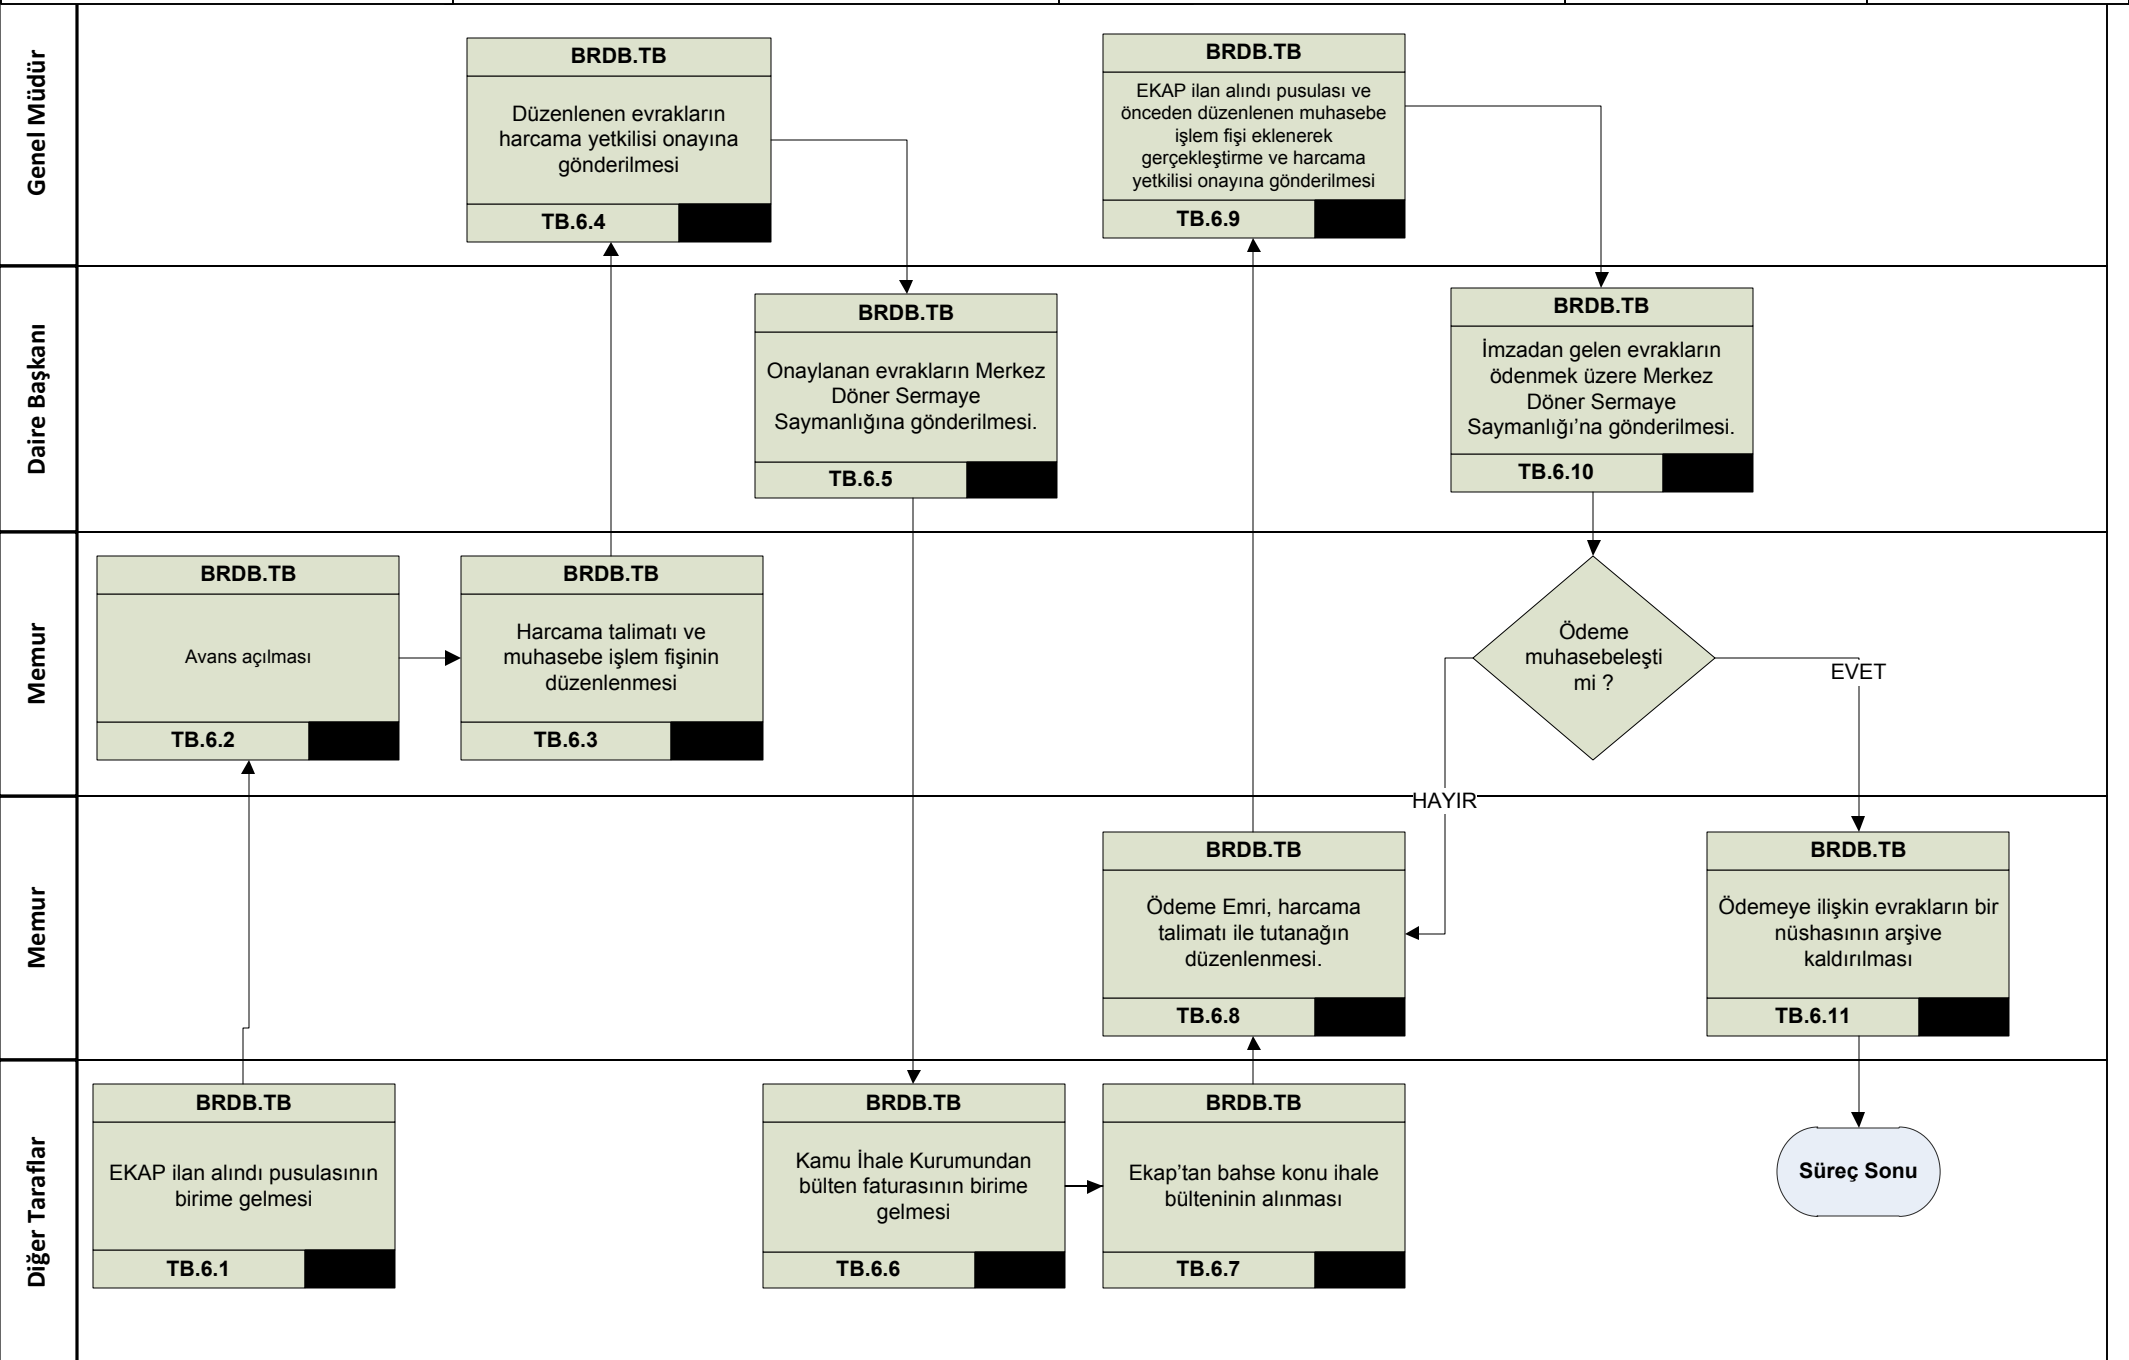 Genel Müdür
BRDB.TB
Düzenlenen evrakların
harcama yetkilisi onayına
gönderilmesi
TB.6.4
BRDB.TB
EKAP ilan alındı pusulası ve
önceden düzenlenen muhasebe
işlem fişi eklenerek
gerçekleştirme ve harcama
yetkilisi onayına gönderilmesi
TB.6.9
Daire Başkanı
BRDB.TB
Onaylanan evrakların Merkez
Döner Sermaye
Saymanlığına gönderilmesi.
TB.6.5
BRDB.TB
İmzadan gelen evrakların
ödenmek üzere Merkez
Döner Sermaye
Saymanlığı’na gönderilmesi.
TB.6.10
Memur
BRDB.TB
Avans açılması
TB.6.2
BRDB.TB
Harcama talimatı ve
muhasebe işlem fişinin
düzenlenmesi
TB.6.3
Ödeme
muhasebeleşti
mi ?
EVET
HAYIR
Memur
BRDB.TB
Ödeme Emri, harcama
talimatı ile tutanağın
düzenlenmesi.
TB.6.8
BRDB.TB
Ödemeye ilişkin evrakların bir
nüshasının arşive
kaldırılması
TB.6.11
Diğer Taraflar
BRDB.TB
EKAP ilan alındı pusulasının
birime gelmesi
TB.6.1
BRDB.TB
Kamu İhale Kurumundan
bülten faturasının birime
gelmesi
TB.6.6
BRDB.TB
Ekap’tan bahse konu ihale
bülteninin alınması
TB.6.7
Süreç Sonu